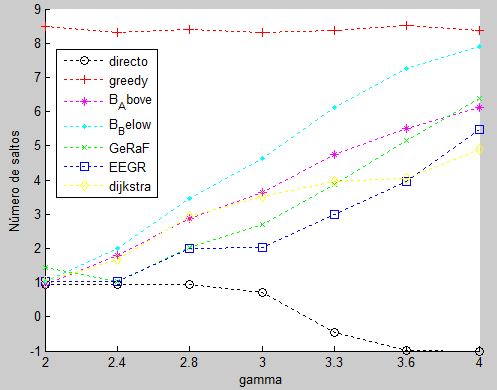 9
8
7
6
5
4
3
2
1
0
-1
Número de saltos
directo
greedy
B_Above
B_Below
GeRaF
EEGR
dijkstra
2 2.4 2.8 3 3.3 3.6 4
gamma